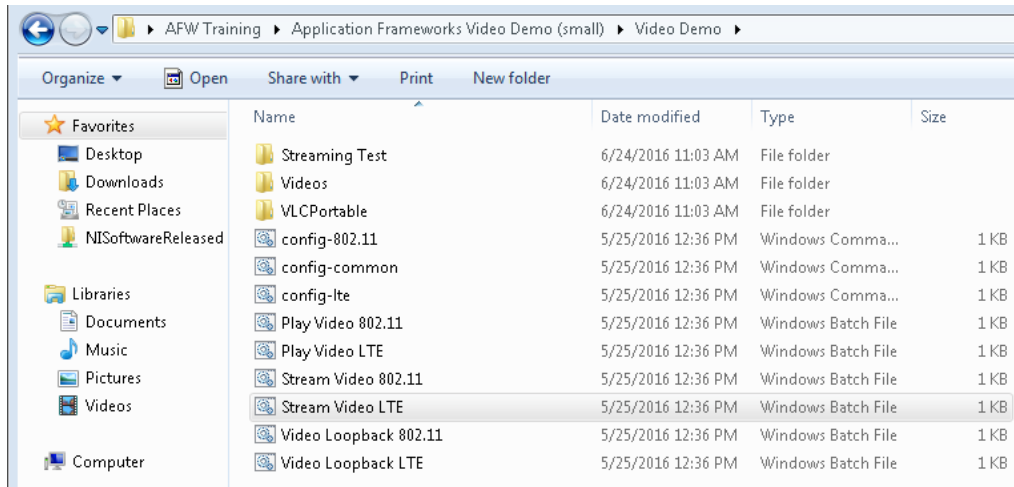 AFW Training ▸ Application Frameworks Video Demo (small) ▸ Video Demo ▸
Organize ▾ Open Share with ▾ Print New folder
Favorites
Desktop
Downloads
Recent Places
NISoftwareReleased
Libraries
Documents
Music
Pictures
Videos
Computer
Name Date modified Type Size
Streaming Test 6/24/2016 11:03 AM File folder
Videos 6/24/2016 11:03 AM File folder
VLCPortable 6/24/2016 11:03 AM File folder
config-802.11 5/25/2016 12:36 PM Windows Comma... 1 KB
config-common 5/25/2016 12:36 PM Windows Comma... 1 KB
config-lte 5/25/2016 12:36 PM Windows Comma... 1 KB
Play Video 802.11 5/25/2016 12:36 PM Windows Batch File 1 KB
Play Video LTE 5/25/2016 12:36 PM Windows Batch File 1 KB
Stream Video 802.11 5/25/2016 12:36 PM Windows Batch File 1 KB
Stream Video LTE 5/25/2016 12:36 PM Windows Batch File 1 KB
Video Loopback 802.11 5/25/2016 12:36 PM Windows Batch File 1 KB
Video Loopback LTE 5/25/2016 12:36 PM Windows Batch File 1 KB